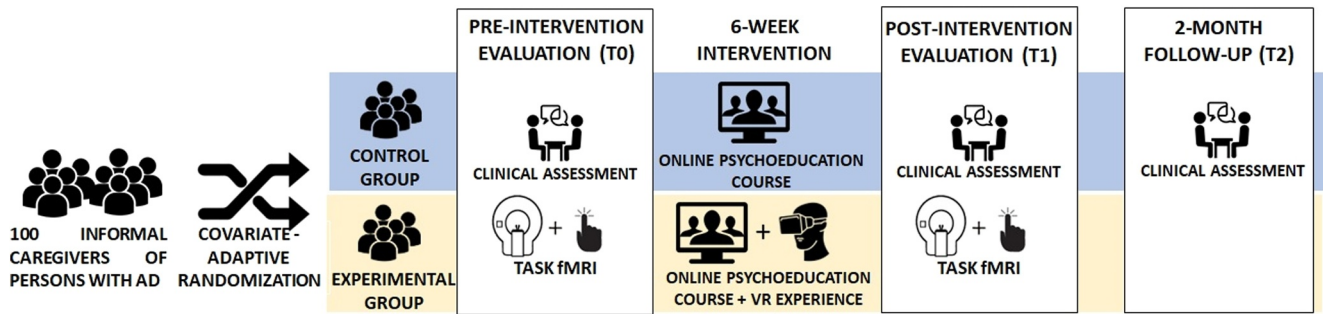 100 INFORMAL
CAREGIVERS OF
PERSONS WITH AD
COVARIATE -
ADAPTIVE
RANDOMIZATION
CONTROL
GROUP
EXPERIMENTAL
GROUP
PRE-INTERVENTION
EVALUATION (T0)
CLINICAL ASSESSMENT
+
TASK fMRI
6-WEEK
INTERVENTION
ONLINE PSYCHOEDUCATION
COURSE
+
ONLINE PSYCHOEDUCATION
COURSE + VR EXPERIENCE
POST-INTERVENTION
EVALUATION (T1)
CLINICAL ASSESSMENT
+
TASK fMRI
2-MONTH
FOLLOW-UP (T2)
CLINICAL ASSESSMENT